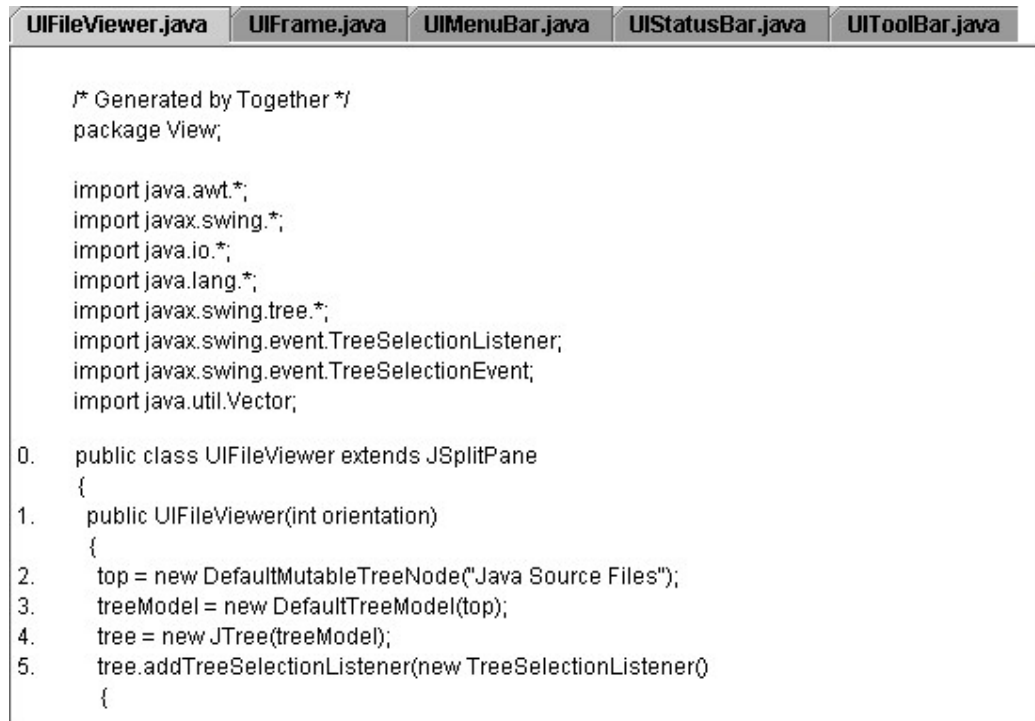 UIFileViewer.java UIFrame.java UIMenuBar.java UIStatusBar.java UIToolBar.java
/* Generated by Together */
package View;
import java.awt.*;
import javax.swing.*;
import java.io.*;
import java.lang.*;
import javax.swing.tree.*;
import javax.swing.event.TreeSelectionListener;
import javax.swing.event.TreeSelectionEvent;
import java.util.Vector;
0. public class UIFileViewer extends JSplitPane
{
1. public UIFileViewer(int orientation)
{
2. top = new DefaultMutableTreeNode("Java Source Files");
3. treeModel = new DefaultTreeModel(top);
4. tree = new JTree(treeModel);
5. tree.addTreeSelectionListener(new TreeSelectionListener()
{